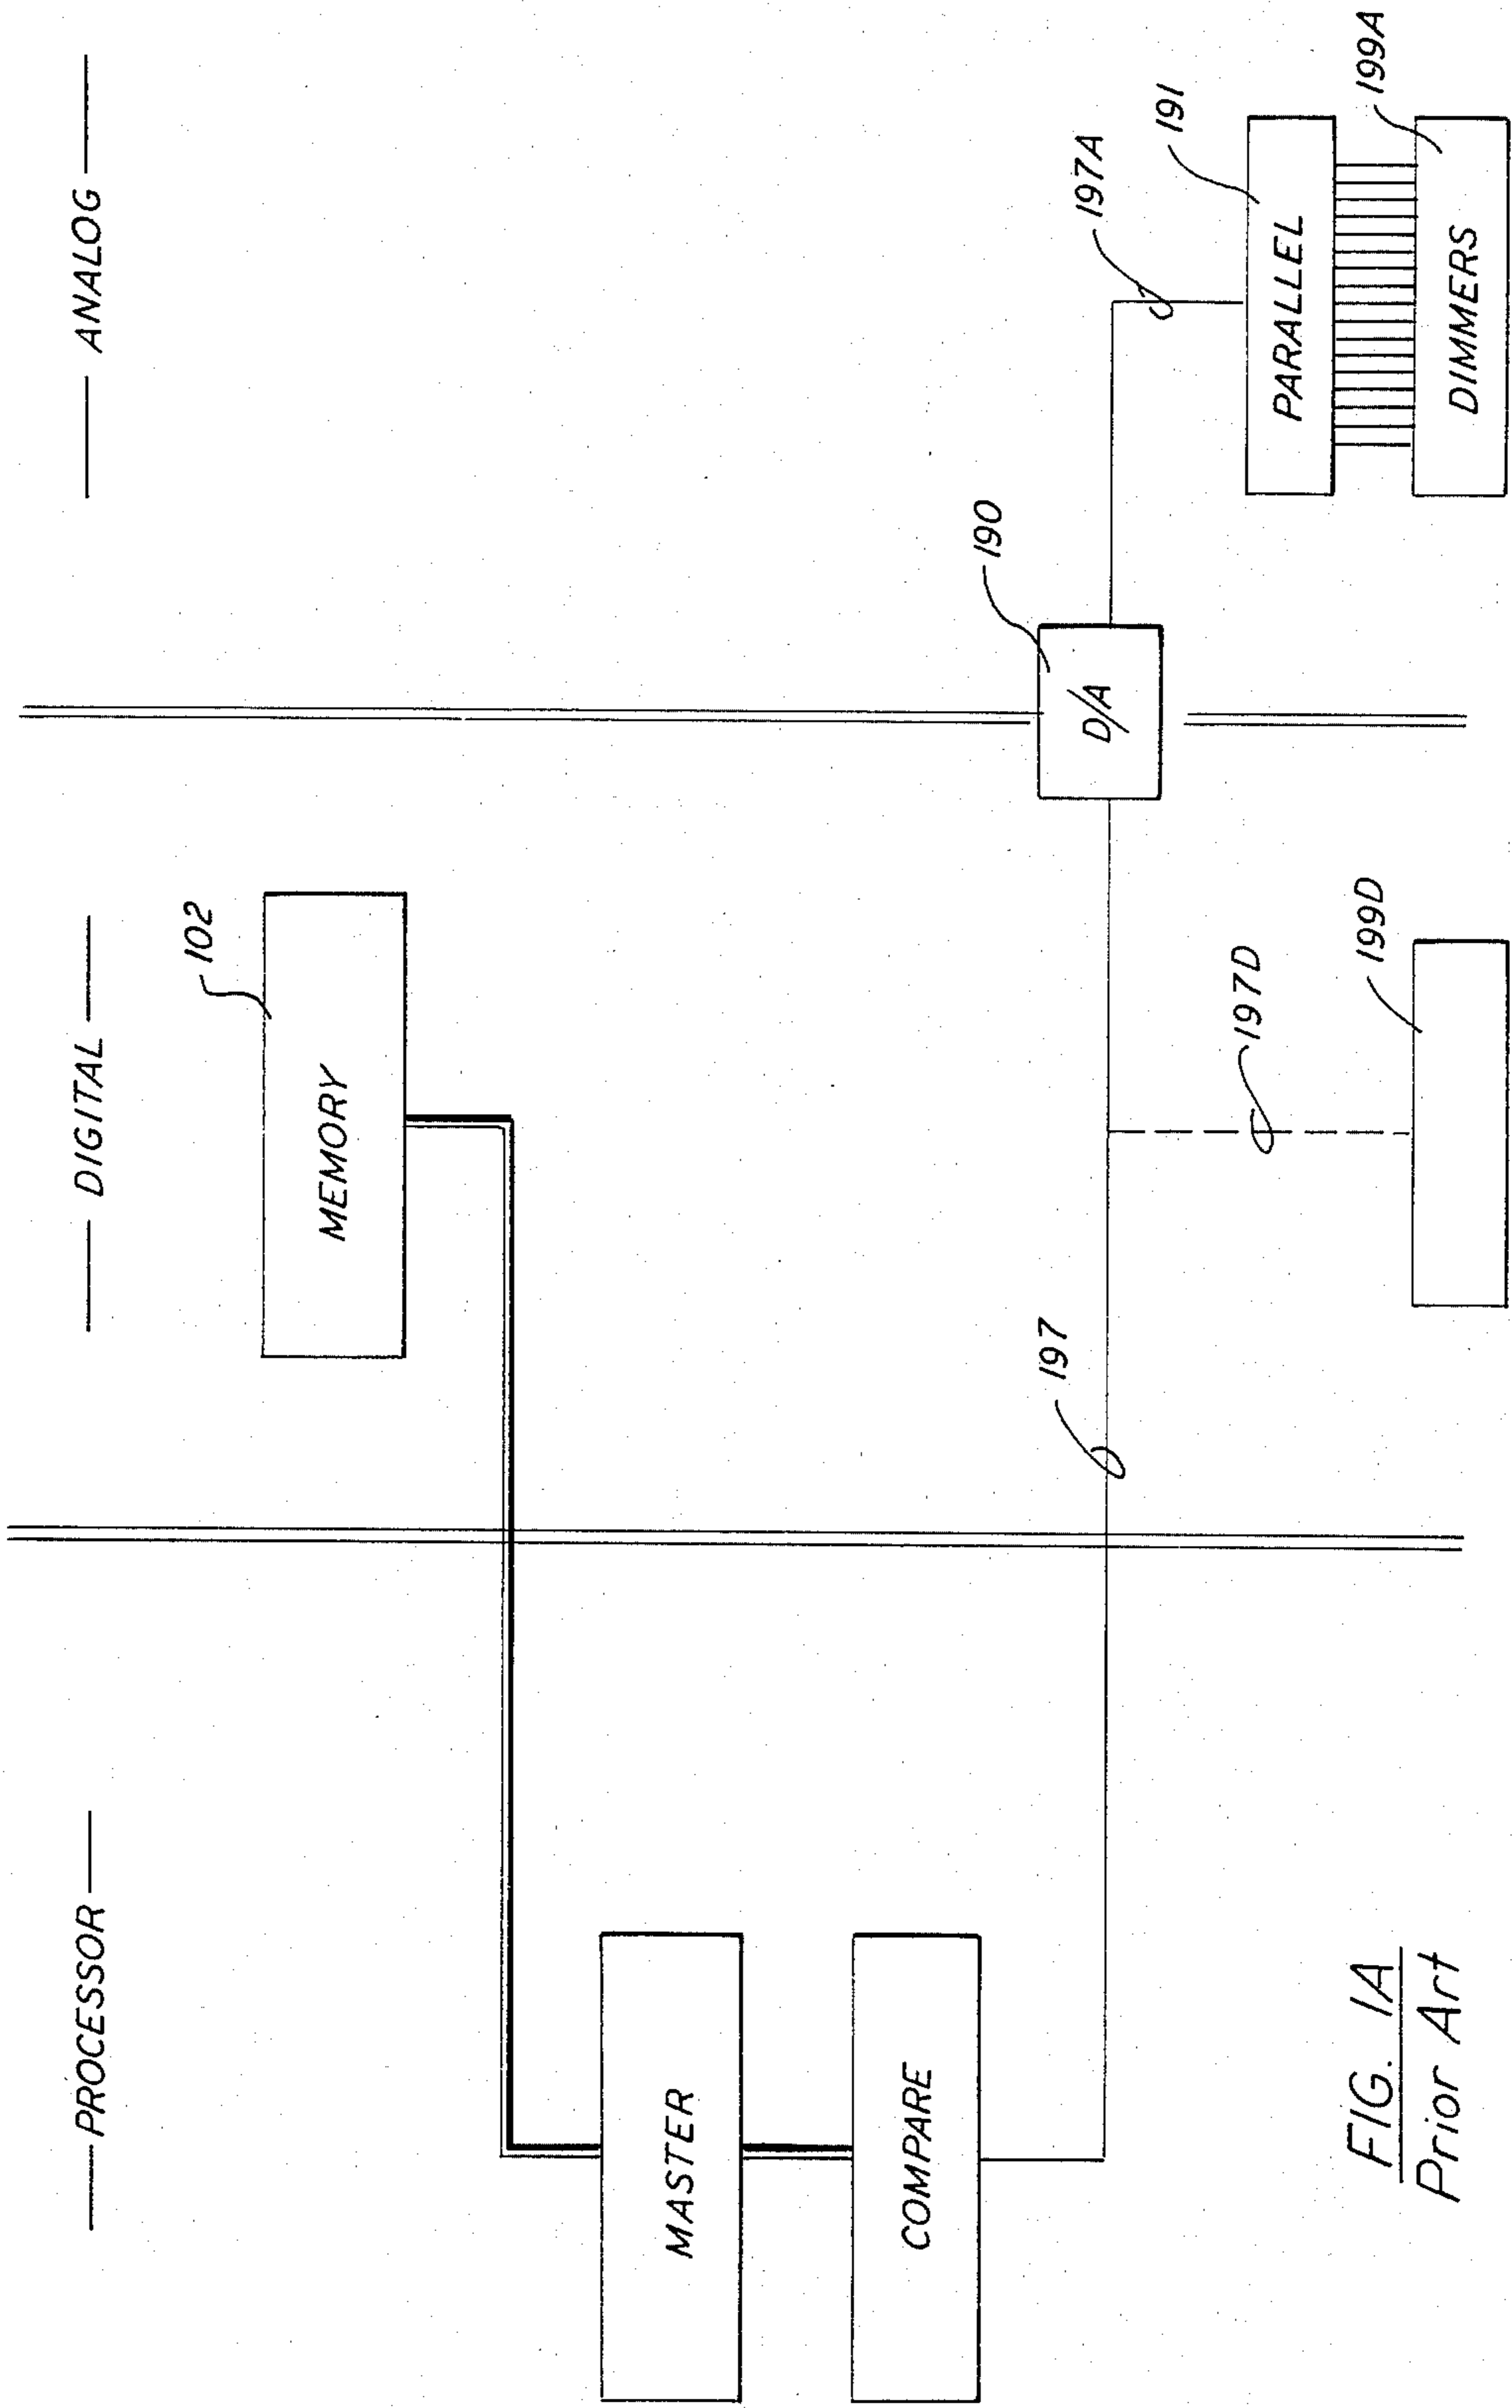 PROCESSOR
DIGITAL
ANALOG
102
MEMORY
MASTER
COMPARE
197
190
D/A
197A
191
PARALLEL
197D
199D
199A
DIMMERS
FIG. 1A
Prior Art